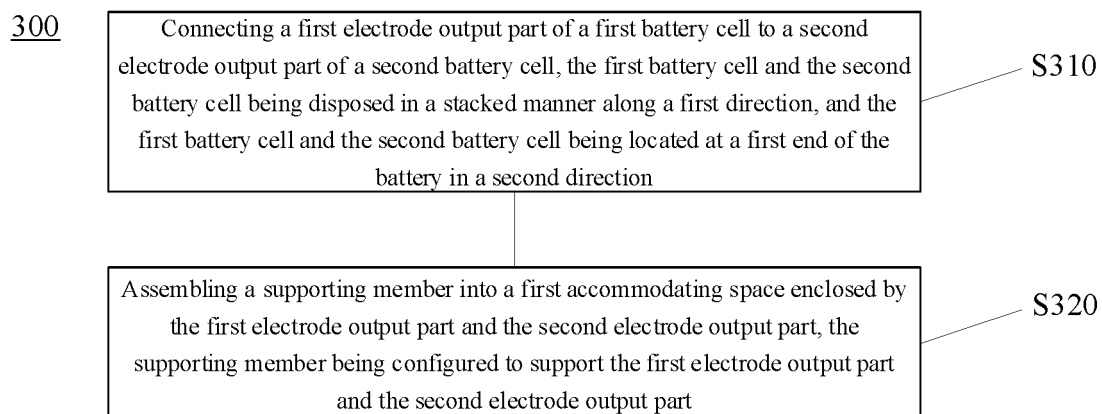 300
Connecting a first electrode output part of a first battery cell to a second
electrode output part of a second battery cell, the first battery cell and the second
battery cell being disposed in a stacked manner along a first direction, and the
first battery cell and the second battery cell being located at a first end of the
battery in a second direction
S310
Assembling a supporting member into a first accommodating space enclosed by
the first electrode output part and the second electrode output part, the
supporting member being configured to support the first electrode output part
and the second electrode output part
S320